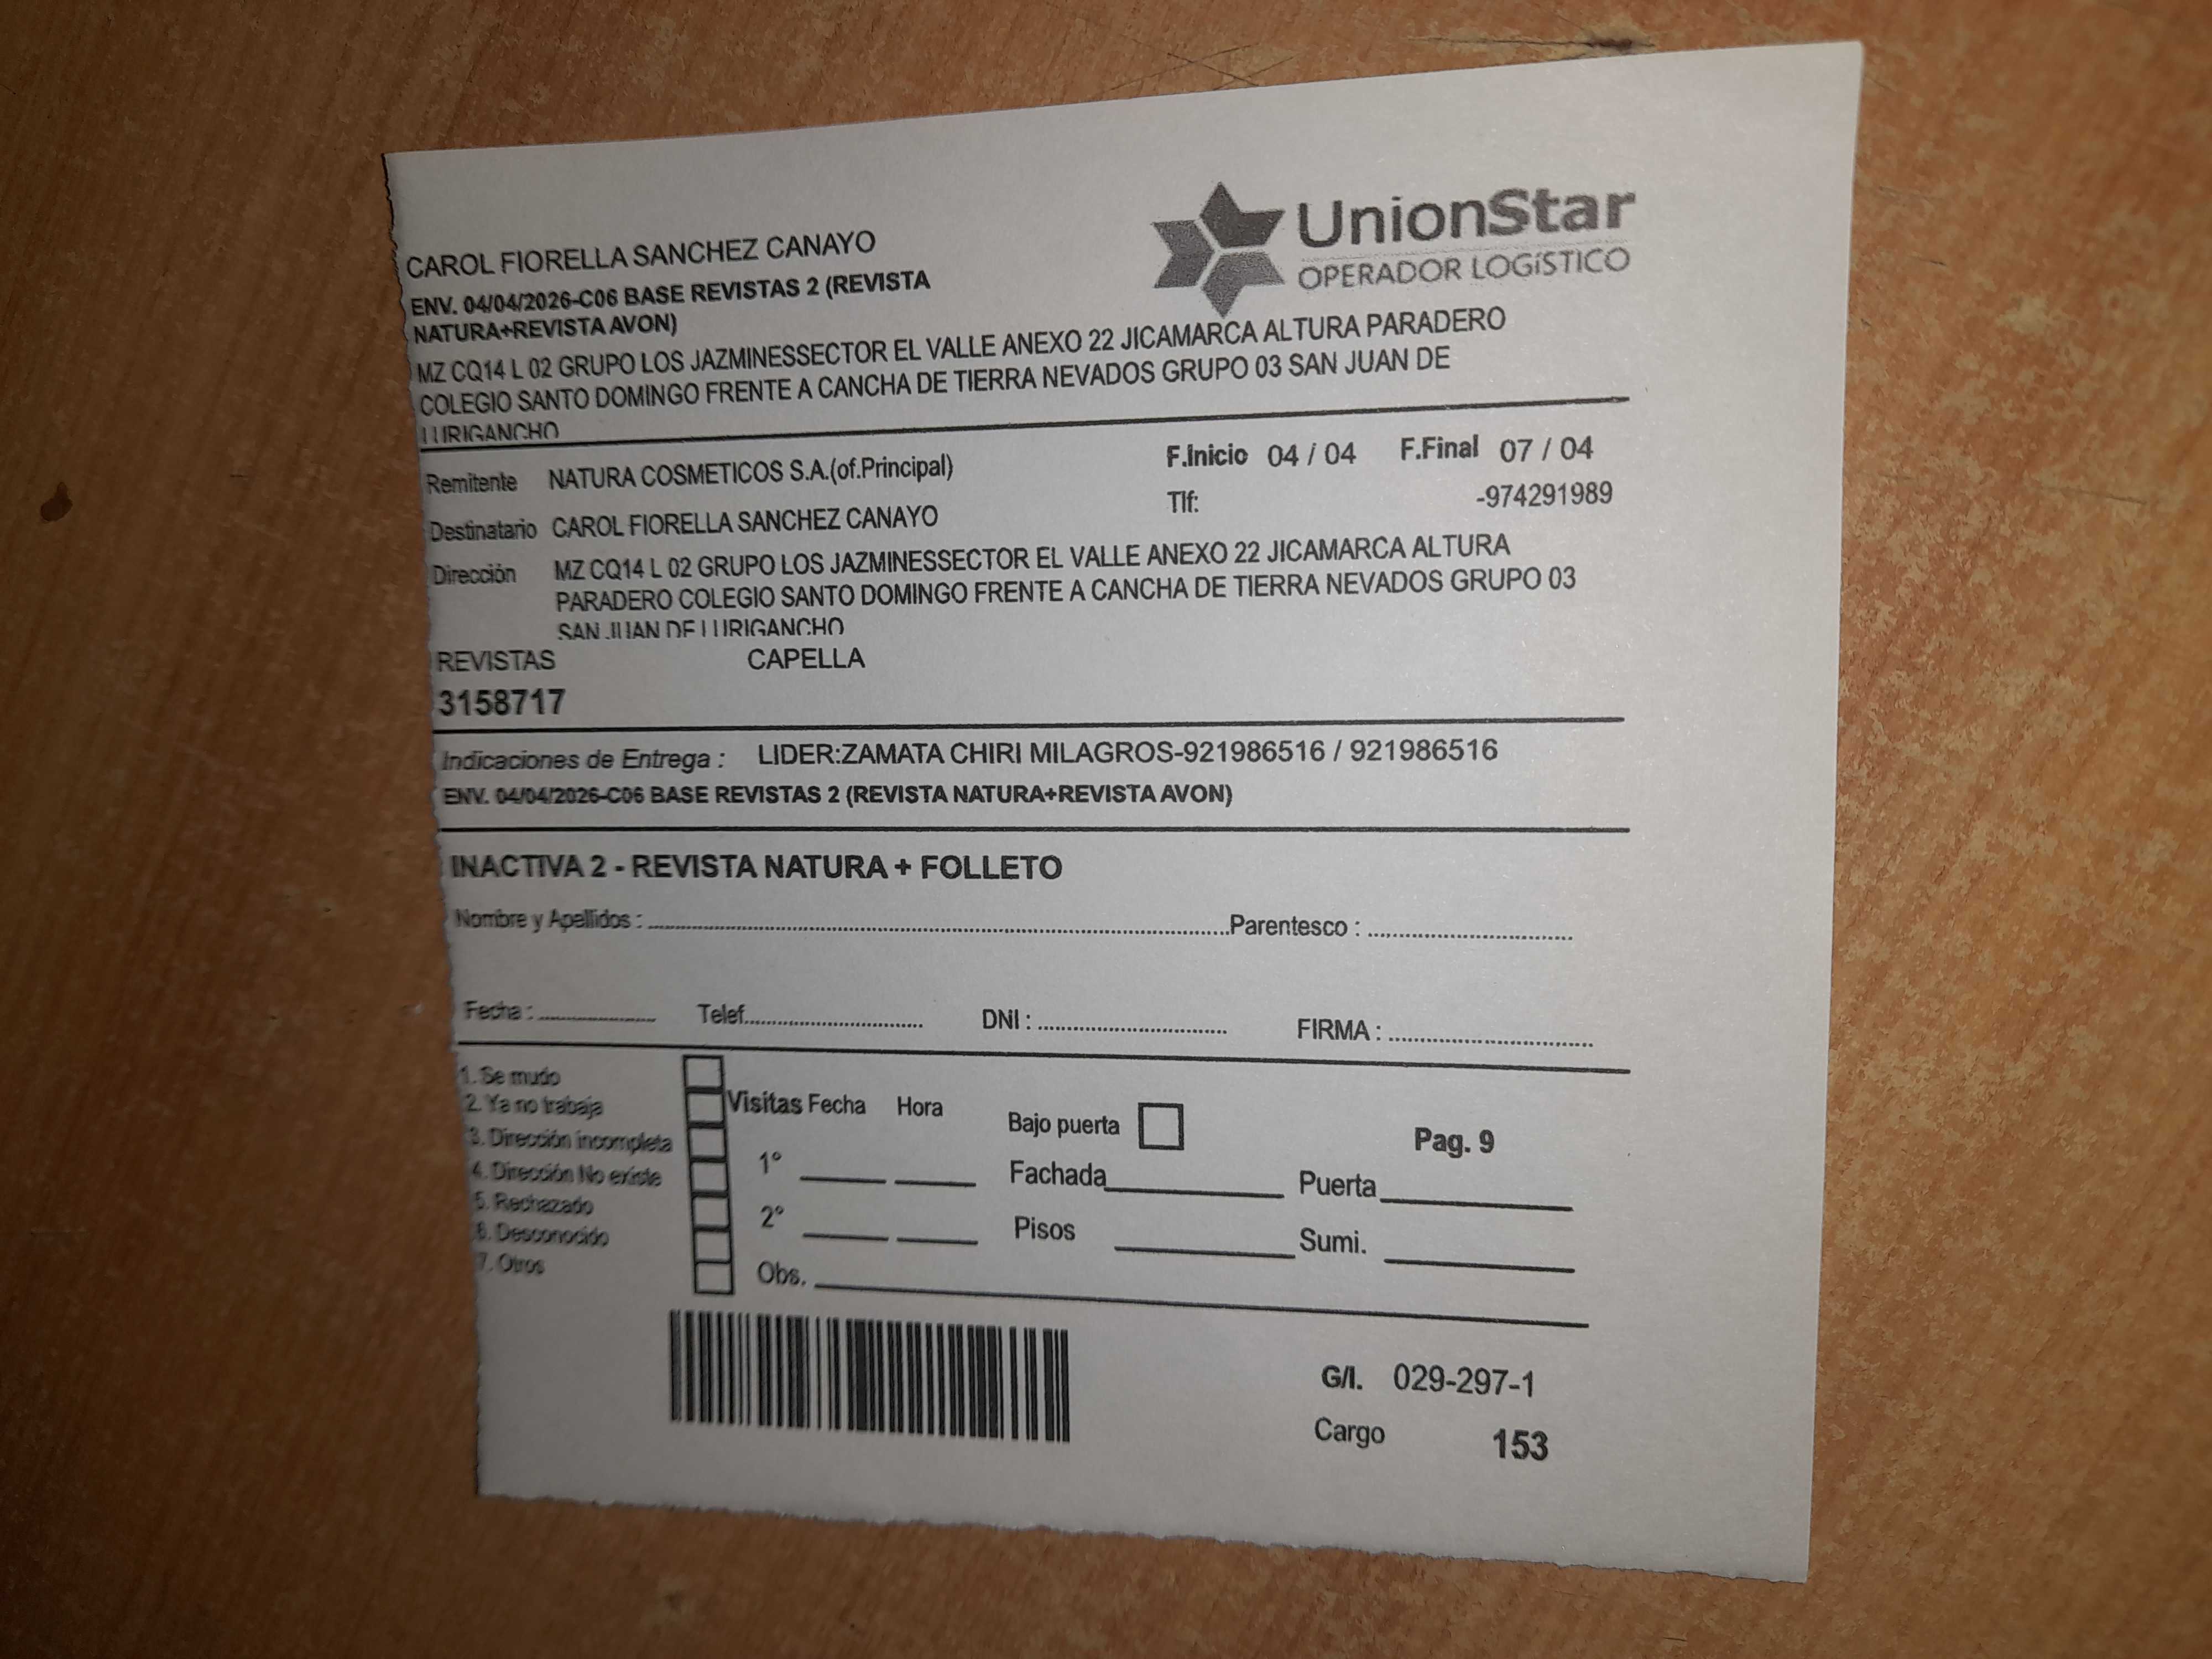 UnionStar
OPERADOR LOGÍSTICO
CAROL FIORELLA SANCHEZ CANAYO
ENV. 04/04/2026-C06 BASE REVISTAS 2 (REVISTA
NATURA+REVISTA AVON)
MZ CQ14 L 02 GRUPO LOS JAZMINESSECTOR EL VALLE ANEXO 22 JICAMARCA ALTURA PARADERO
COLEGIO SANTO DOMINGO FRENTE A CANCHA DE TIERRA NEVADOS GRUPO 03 SAN JUAN DE
LURIGANCHO
F.Inicio 04 / 04 F.Final 07 / 04
Remitente NATURA COSMETICOS S.A.(of.Principal)
Tlf: -974291989
Destinatario CAROL FIORELLA SANCHEZ CANAYO
Dirección MZ CQ14 L 02 GRUPO LOS JAZMINESSECTOR EL VALLE ANEXO 22 JICAMARCA ALTURA
PARADERO COLEGIO SANTO DOMINGO FRENTE A CANCHA DE TIERRA NEVADOS GRUPO 03
SAN JUAN DE LURIGANCHO
REVISTAS CAPELLA
3158717
Indicaciones de Entrega : LIDER:ZAMATA CHIRI MILAGROS-921986516 / 921986516
ENV. 04/04/2026-C06 BASE REVISTAS 2 (REVISTA NATURA+REVISTA AVON)
INACTIVA 2 - REVISTA NATURA + FOLLETO
Nombre y Apellidos : Parentesco :
Fecha : Telef. DNI : FIRMA :
1. Se mudo
2. Ya no trabaja
3. Dirección incompleta
4. Dirección No existe
5. Rechazado
6. Desconocido
7. Otros
Visitas Fecha Hora
1°
2°
Obs.
Bajo puerta
Pag. 9
Fachada Puerta
Pisos Sumi.
G/I. 029-297-1
Cargo 153